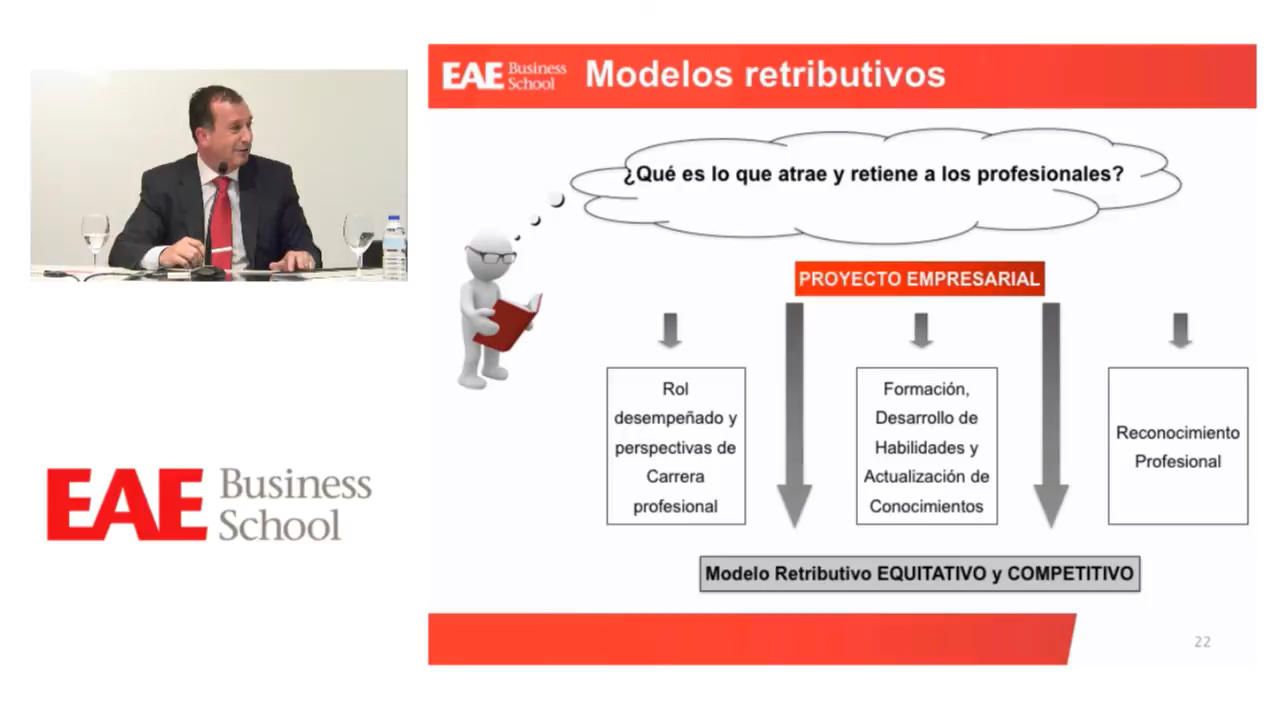 EAE Business School
Modelos retributivos
¿Qué es lo que atrae y retiene a los profesionales?
PROYECTO EMPRESARIAL
Rol
desempeñado y
perspectivas de
Carrera
profesional
Formación,
Desarrollo de
Habilidades y
Actualización de
Conocimientos
Reconocimiento
Profesional
Modelo Retributivo EQUITATIVO y COMPETITIVO
22
EAE Business
School